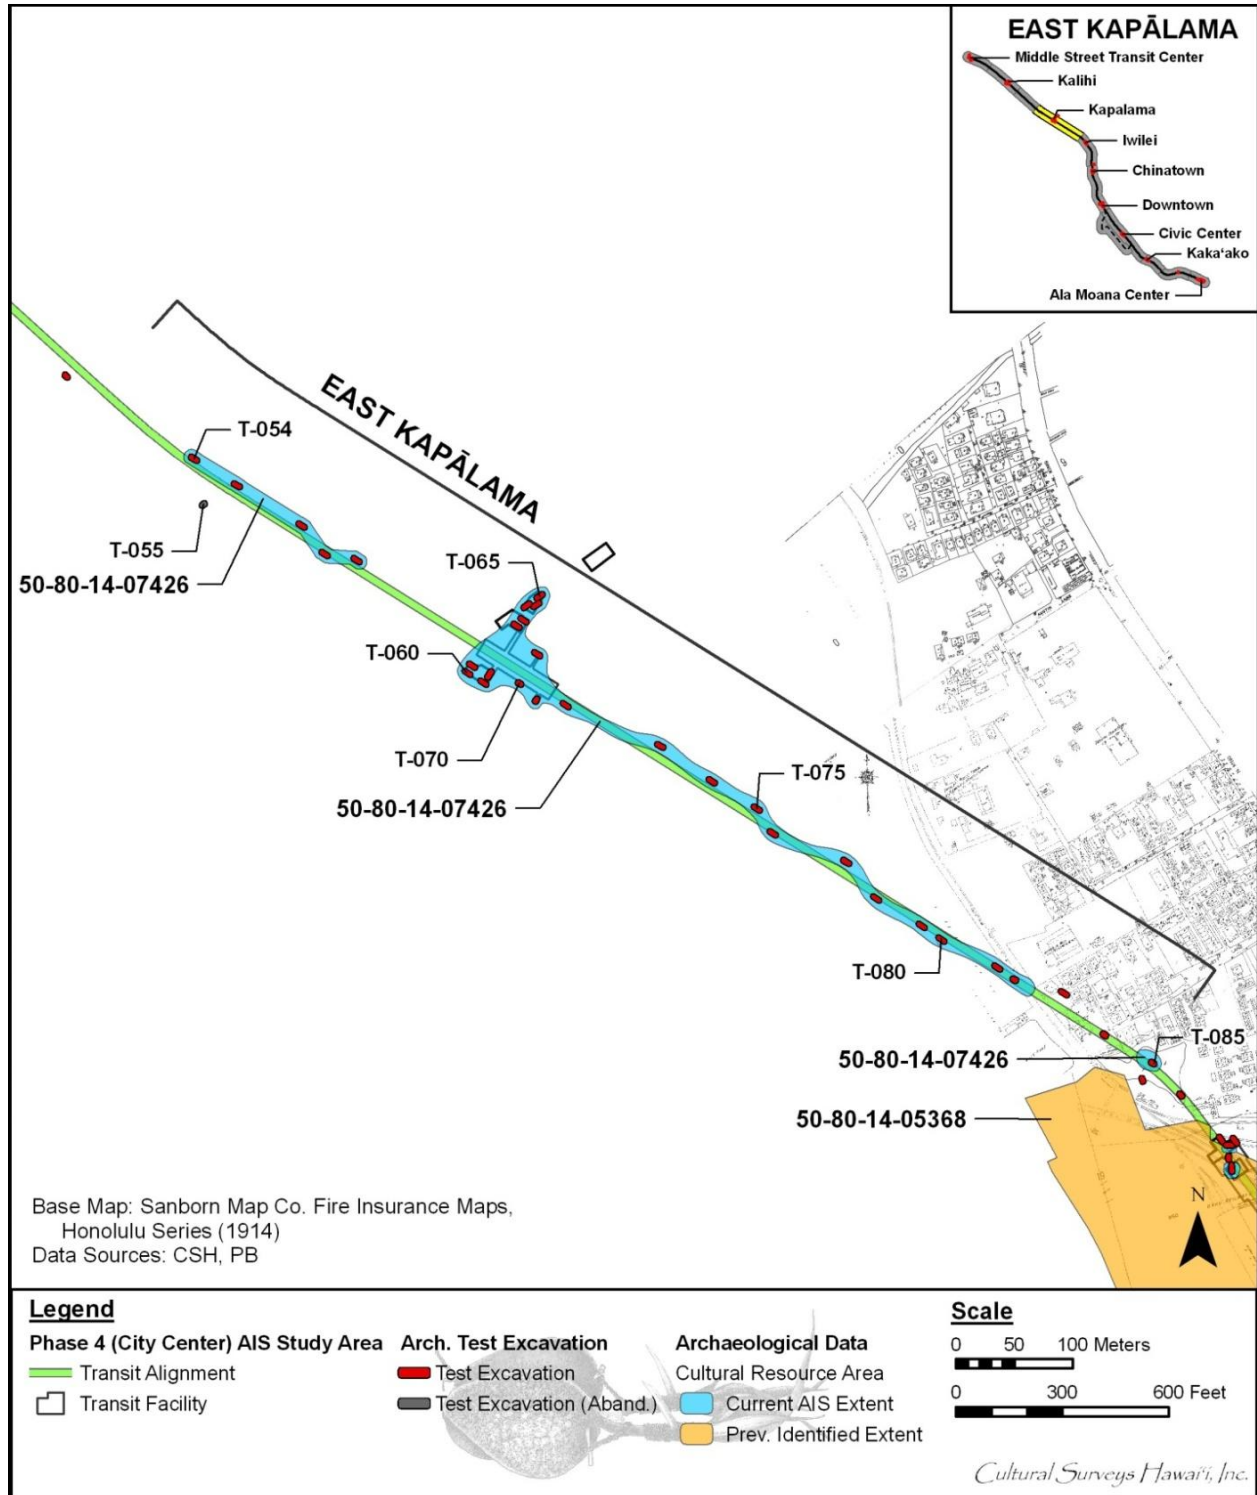 EAST KAPĀLAMA
Middle Street Transit Center
Kalihi
Kapalama
Iwilei
Chinatown
Downtown
Civic Center
Kaka‘ako
Ala Moana Center
EAST KAPĀLAMA
T-054
T-055
50-80-14-07426
T-065
T-060
T-070
50-80-14-07426
T-075
T-080
T-085
50-80-14-07426
50-80-14-05368
Base Map: Sanborn Map Co. Fire Insurance Maps,
Honolulu Series (1914)
Data Sources: CSH, PB
N
Legend
Phase 4 (City Center) AIS Study Area
Transit Alignment
Transit Facility
Arch. Test Excavation
Test Excavation
Test Excavation (Aband.)
Archaeological Data
Cultural Resource Area
Current AIS Extent
Prev. Identified Extent
Scale
0 50 100 Meters
0 300 600 Feet
Cultural Surveys Hawai‘i, Inc.